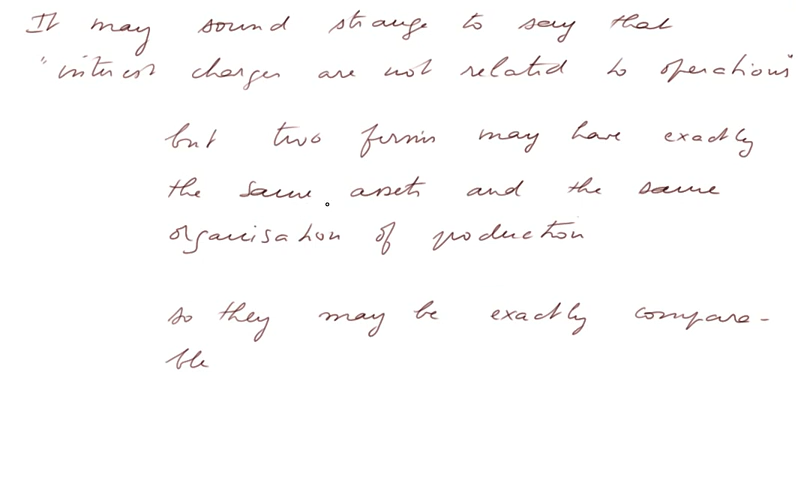 It may sound strange to say that
"interest charges are not related to operations"
but two firms may have exactly
the same assets and the same
organisation of production
so they may be exactly compara-
ble